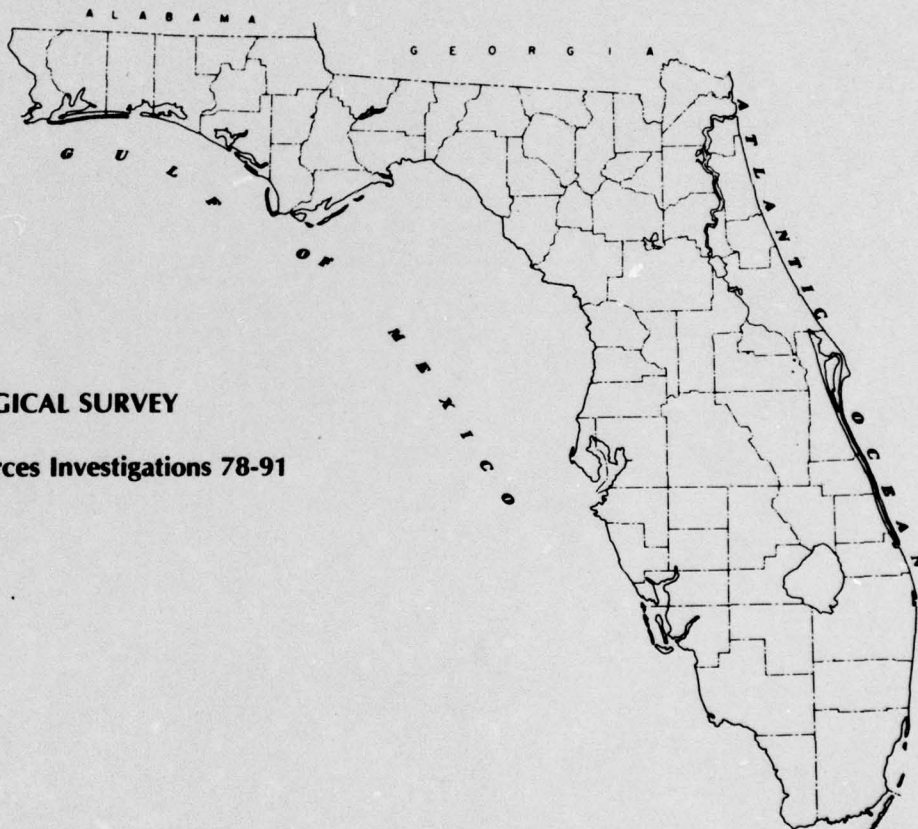 ALABAMA
GEORGIA
ATLANTIC OCEAN
GULF OF MEXICO
GICAL SURVEY
rces Investigations 78-91